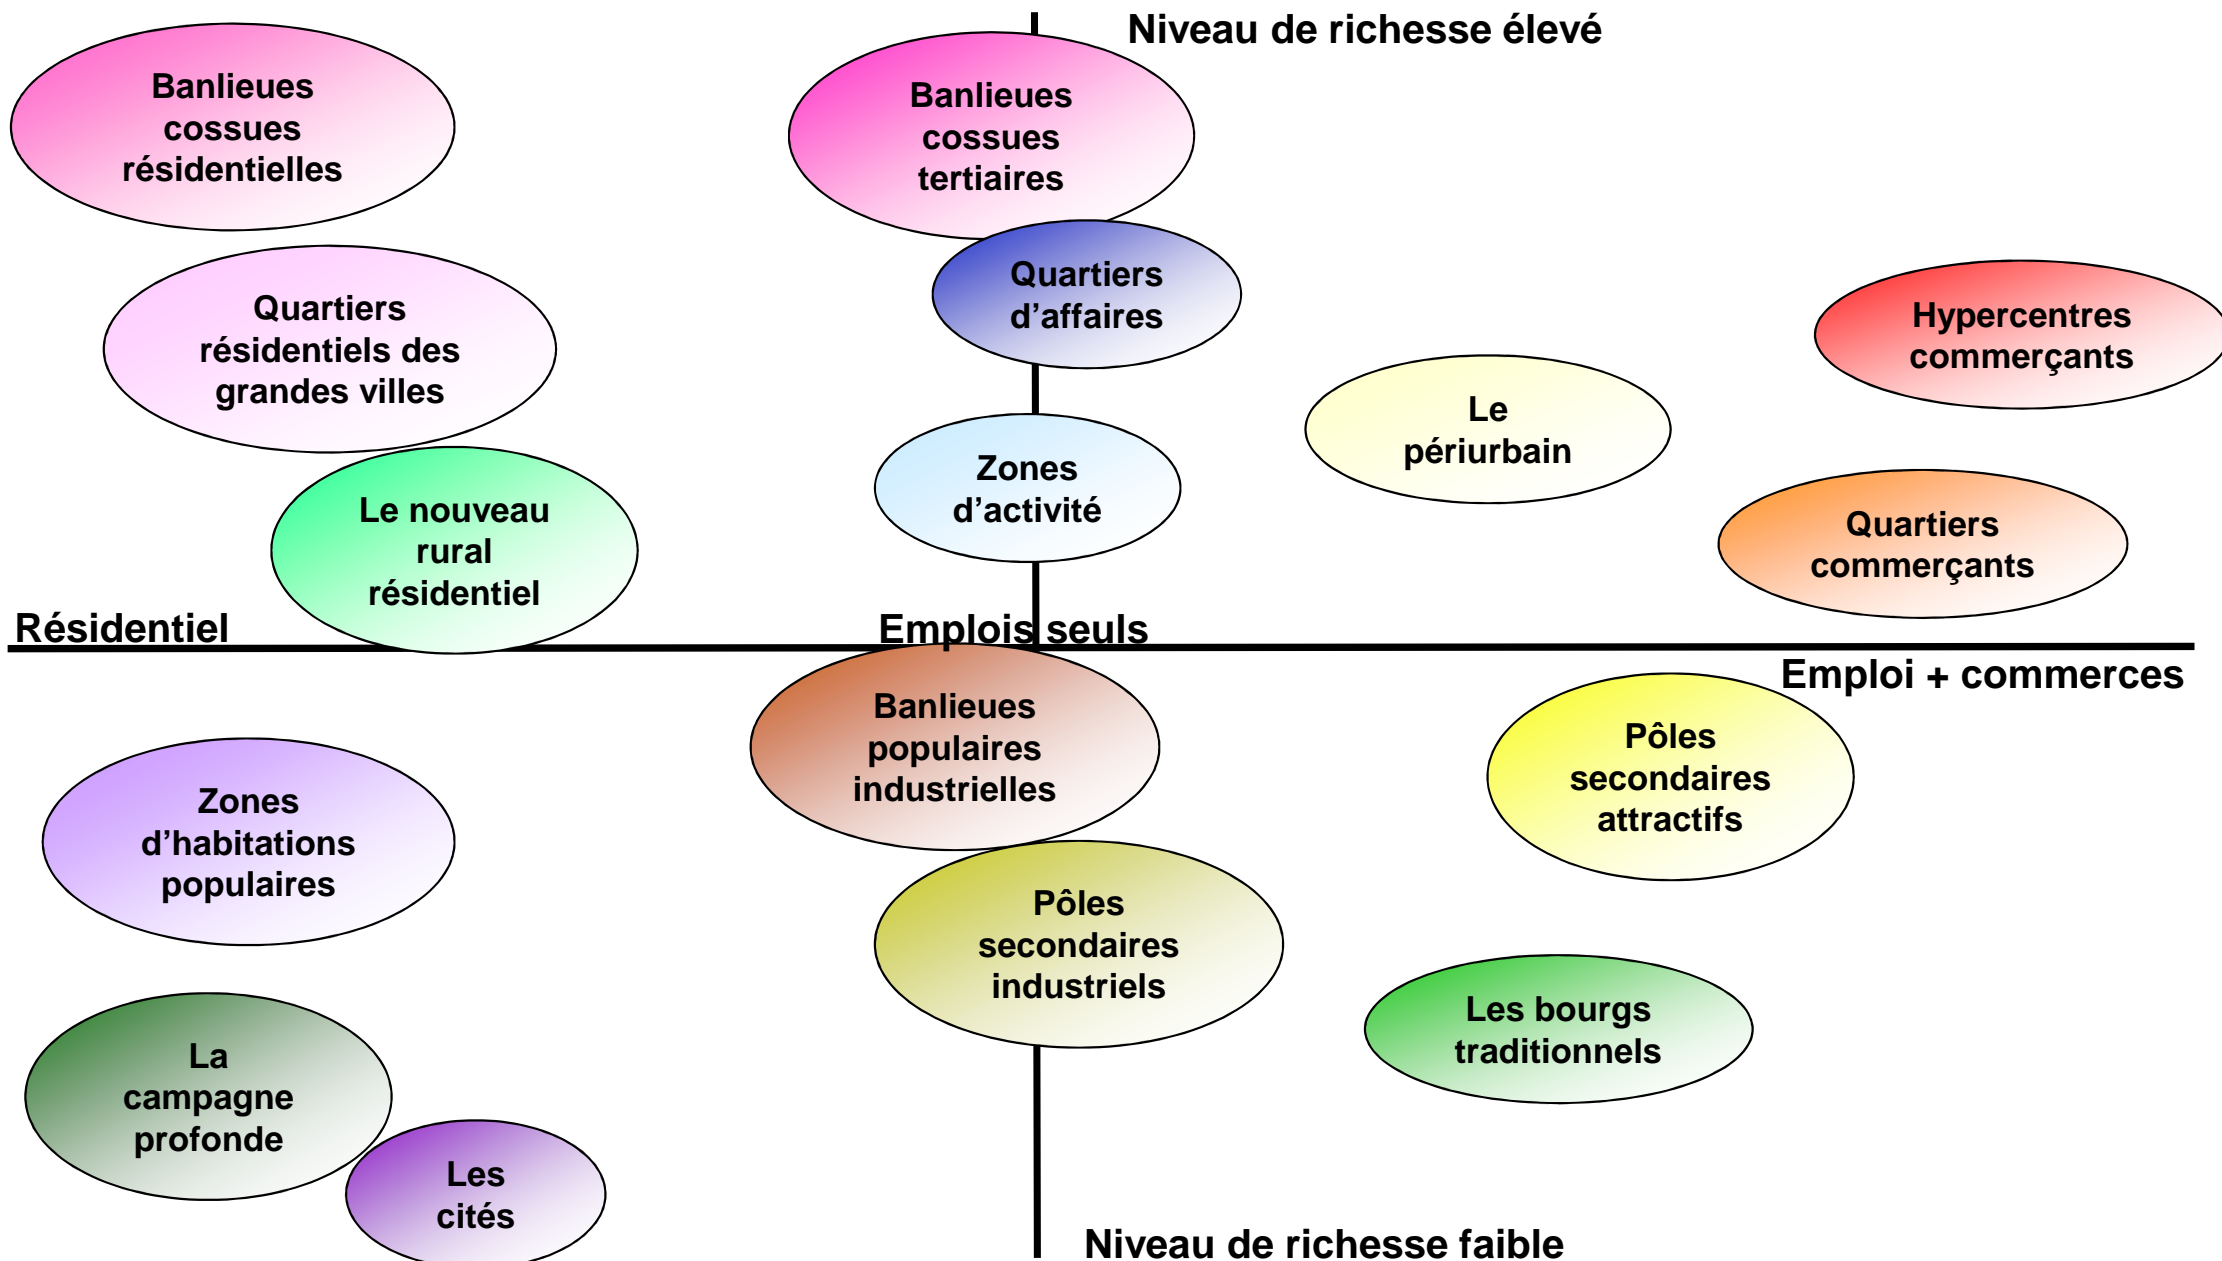 Niveau de richesse élevé
Banlieues
cossues
résidentielles
Banlieues
cossues
tertiaires
Quartiers
d’affaires
Quartiers
résidentiels des
grandes villes
Hypercentres
commerçants
Le
périurbain
Zones
d’activité
Le nouveau
rural
résidentiel
Quartiers
commerçants
Résidentiel
Emplois seuls
Emploi + commerces
Banlieues
populaires
industrielles
Pôles
secondaires
attractifs
Zones
d’habitations
populaires
Pôles
secondaires
industriels
Les bourgs
traditionnels
La
campagne
profonde
Les
cités
Niveau de richesse faible